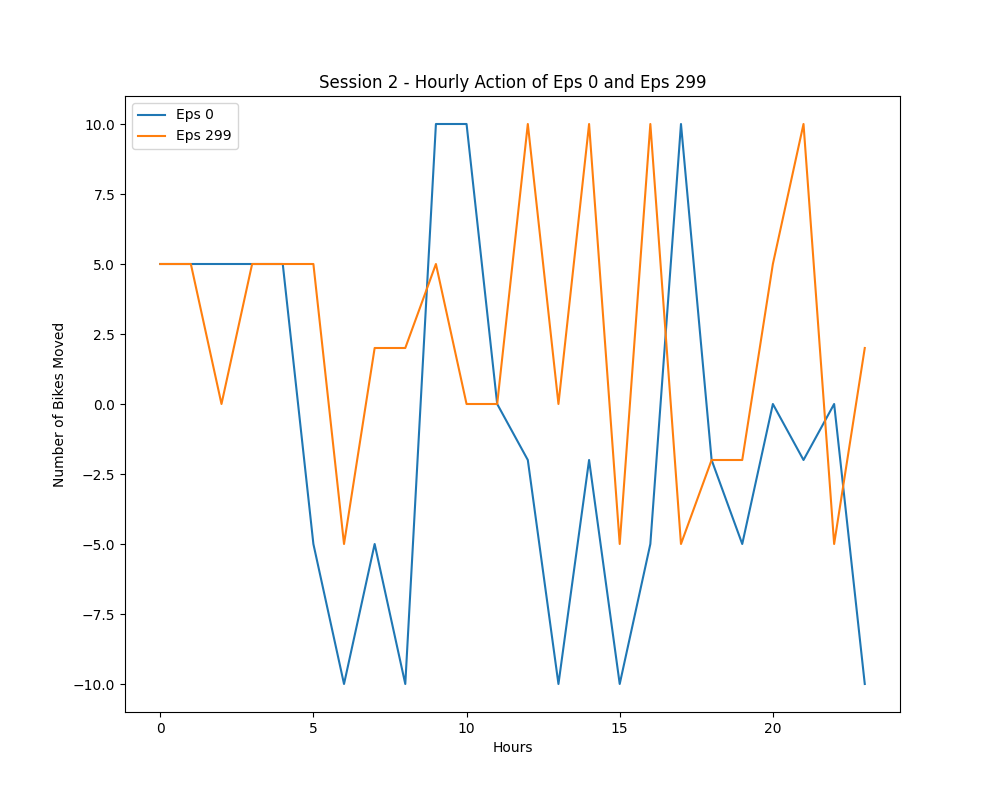 Session 2 - Hourly Action of Eps 0 and Eps 299
Eps 0
Eps 299
Number of Bikes Moved
10.0
7.5
5.0
2.5
0.0
−2.5
−5.0
−7.5
−10.0
0
5
10
15
20
Hours